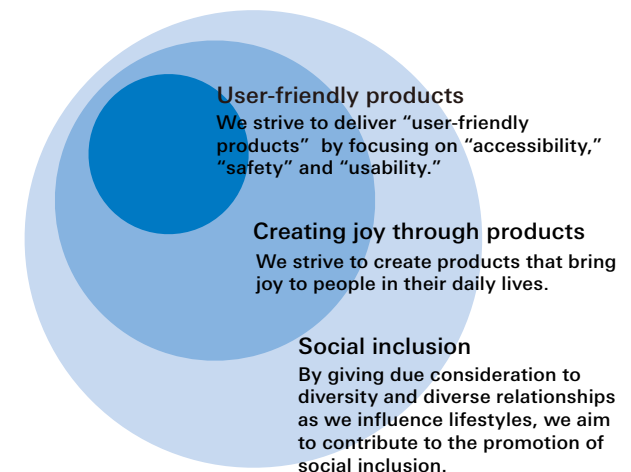 User-friendly products
We strive to deliver “user-friendly
products” by focusing on “accessibility,”
“safety” and “usability.”
Creating joy through products
We strive to create products that bring
joy to people in their daily lives.
Social inclusion
By giving due consideration to
diversity and diverse relationships
as we influence lifestyles, we aim
to contribute to the promotion of
social inclusion.